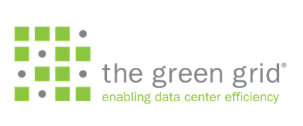 the green grid®
enabling data center efficiency